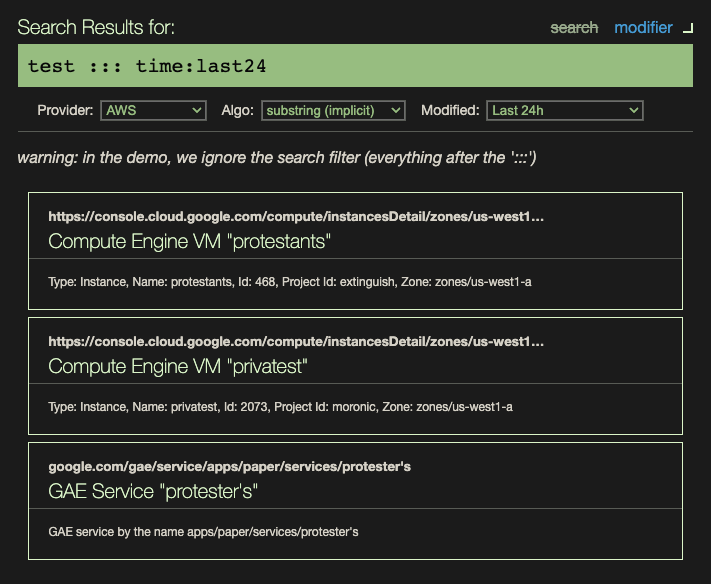 Search Results for:
search modifier
test ::: time:last24
Provider: AWS Algo: substring (implicit) Modified: Last 24h
warning: in the demo, we ignore the search filter (everything after the ':::')
https://console.cloud.google.com/compute/instancesDetail/zones/us-west1...
Compute Engine VM "protestants"
Type: Instance, Name: protestants, Id: 468, Project Id: extinguish, Zone: zones/us-west1-a
https://console.cloud.google.com/compute/instancesDetail/zones/us-west1...
Compute Engine VM "privatest"
Type: Instance, Name: privatest, Id: 2073, Project Id: moronic, Zone: zones/us-west1-a
google.com/gae/service/apps/paper/services/protester's
GAE Service "protester's"
GAE service by the name apps/paper/services/protester's